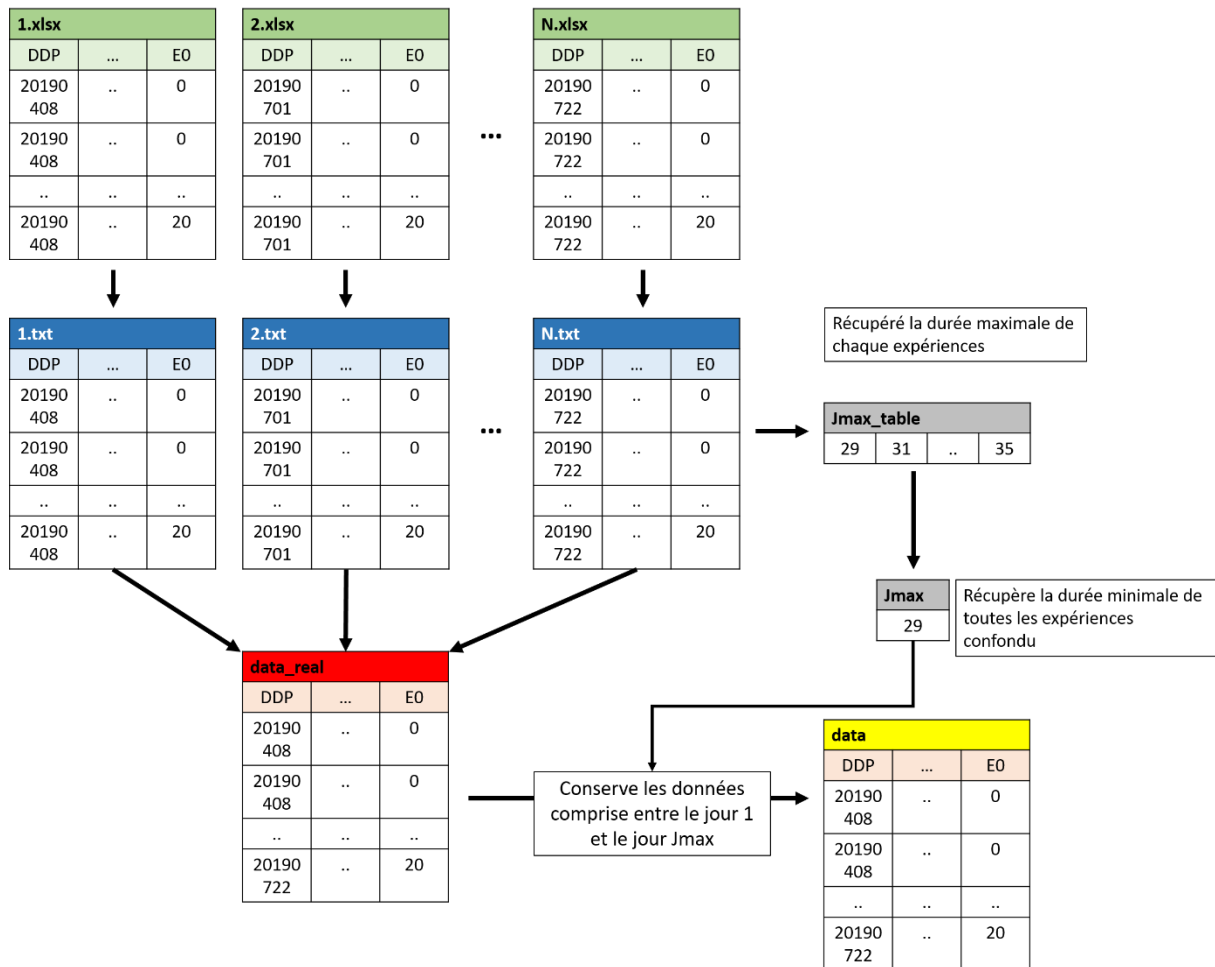 1.xlsx
DDP ... E0
20190 408 .. 0
20190 408 .. 0
.. .. ..
20190 408 .. 20
2.xlsx
DDP ... E0
20190 701 .. 0
20190 701 .. 0
.. .. ..
20190 701 .. 20
...
N.xlsx
DDP ... E0
20190 722 .. 0
20190 722 .. 0
.. .. ..
20190 722 .. 20
1.txt
DDP ... E0
20190 408 .. 0
20190 408 .. 0
.. .. ..
20190 408 .. 20
2.txt
DDP ... E0
20190 701 .. 0
20190 701 .. 0
.. .. ..
20190 701 .. 20
...
N.txt
DDP ... E0
20190 722 .. 0
20190 722 .. 0
.. .. ..
20190 722 .. 20
Récupéré la durée maximale de
chaque expériences
Jmax_table
29 31 .. 35
Jmax
29
Récupère la durée minimale de
toutes les expériences
confondu
data_real
DDP ... E0
20190 408 .. 0
20190 408 .. 0
.. .. ..
20190 722 .. 20
Conserve les données
comprise entre le jour 1
et le jour Jmax
data
DDP ... E0
20190 408 .. 0
20190 408 .. 0
.. .. ..
20190 722 .. 20